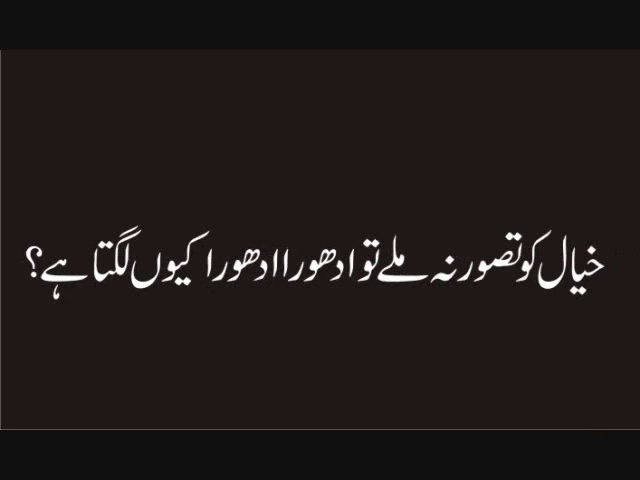 خیال کو تصور نہ ملے تو ادھورا ادھورا کیوں لگتا ہے؟